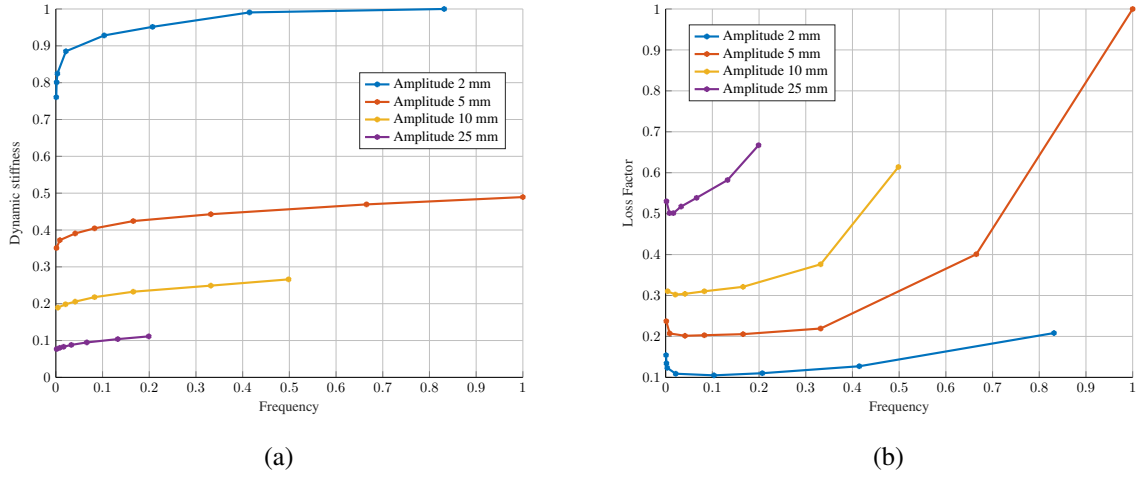 1
0.9
0.8
0.7
0.6
0.5
0.4
0.3
0.2
0.1
0
Dynamic stiffness
Amplitude 2 mm
Amplitude 5 mm
Amplitude 10 mm
Amplitude 25 mm
0 0.1 0.2 0.3 0.4 0.5 0.6 0.7 0.8 0.9 1
Frequency
(a)
1
0.9
0.8
0.7
0.6
0.5
0.4
0.3
0.2
0.1
Loss Factor
Amplitude 2 mm
Amplitude 5 mm
Amplitude 10 mm
Amplitude 25 mm
0 0.1 0.2 0.3 0.4 0.5 0.6 0.7 0.8 0.9 1
Frequency
(b)